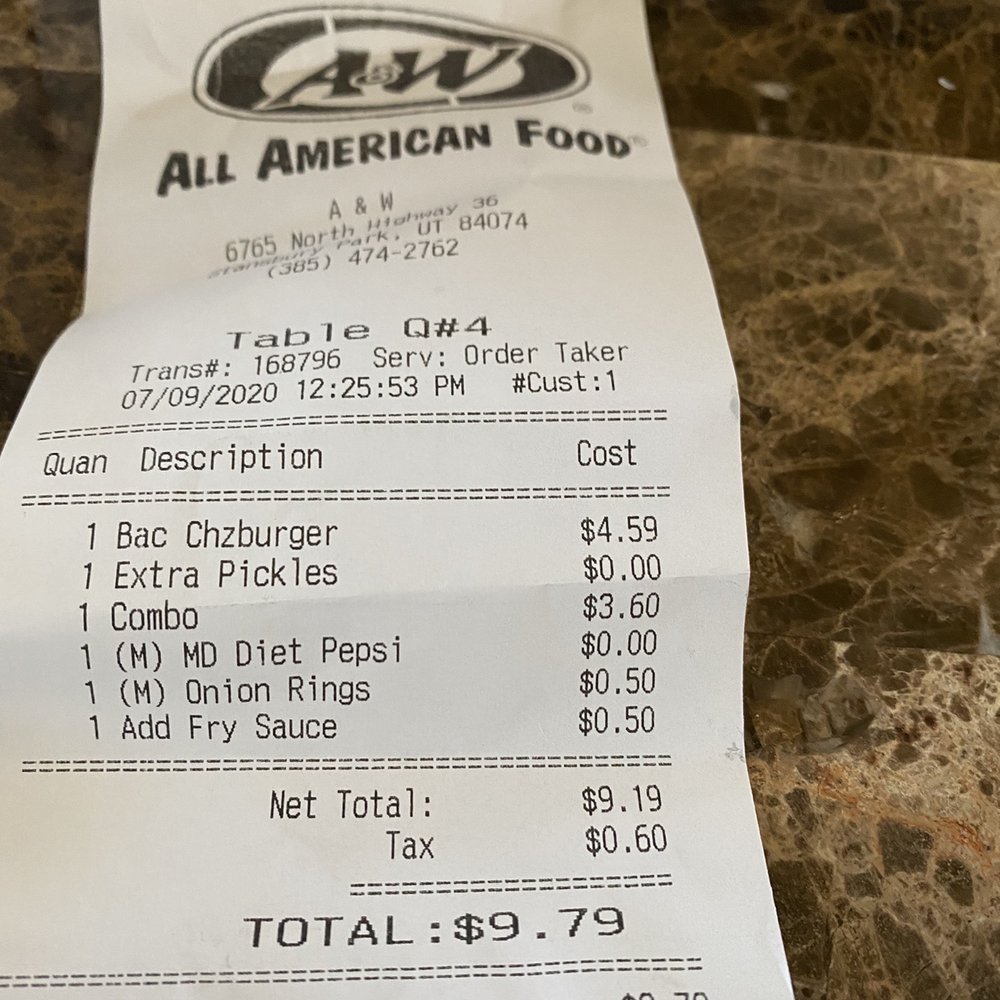 A&W®
ALL AMERICAN FOOD®
A & W
6765 North Highway 36
Stansbury Park, UT 84074
(385) 474-2762
Table Q#4
Trans#: 168796 Serv: Order Taker
07/09/2020 12:25:53 PM #Cust:1
Quan Description Cost
1 Bac Chzburger $4.59
1 Extra Pickles $0.00
1 Combo $3.60
1 (M) MD Diet Pepsi $0.00
1 (M) Onion Rings $0.50
1 Add Fry Sauce $0.50
Net Total: $9.19
Tax $0.60
TOTAL:$9.79